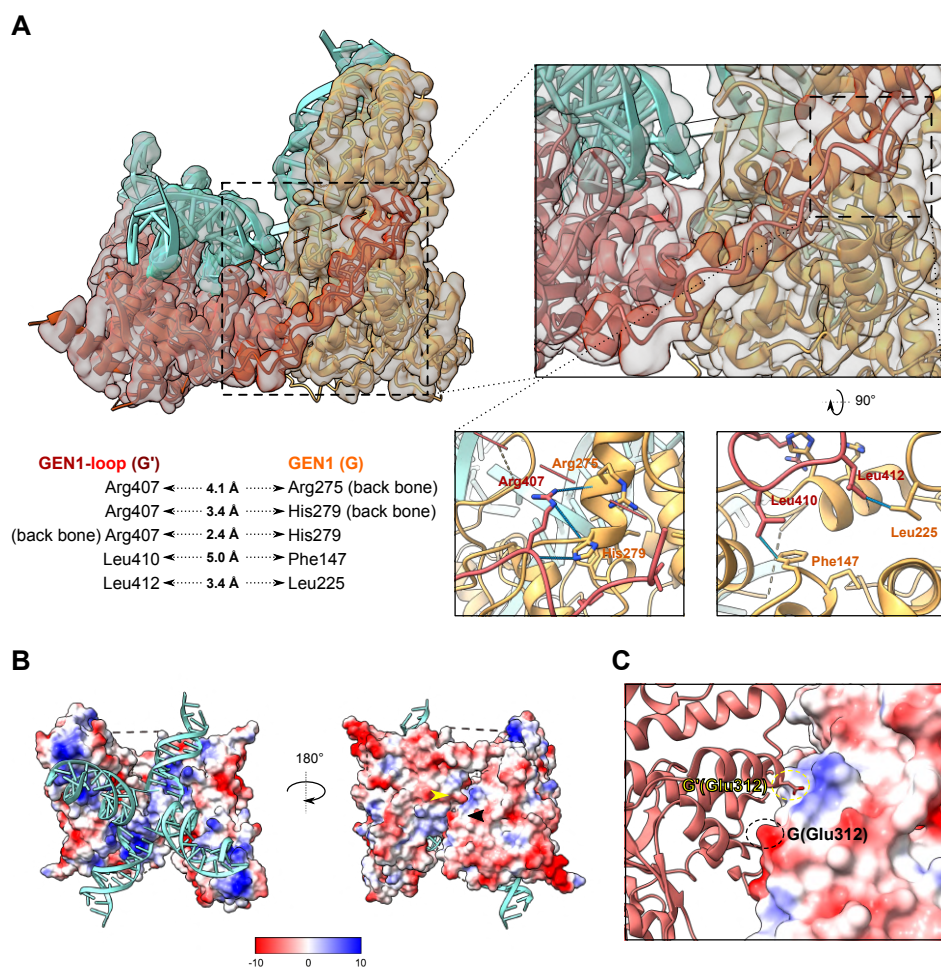 A
90°
GEN1-loop (G') GEN1 (G)
Arg407 4.1 Å Arg275 (back bone)
Arg407 3.4 Å His279 (back bone)
(back bone) Arg407 2.4 Å His279
Leu410 5.0 Å Phe147
Leu412 3.4 Å Leu225
Arg275
Arg407
His279
Leu412
Leu410
Leu225
Phe147
B
180°
-10 0 10
C
G'(Glu312)
G(Glu312)